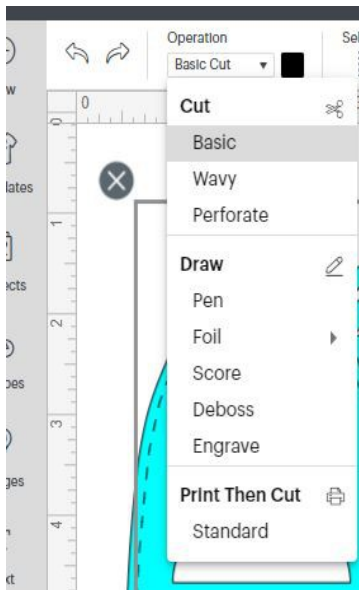 Operation
Sel
Basic Cut
0
Cut
Basic
Wavy
Perforate
Draw
Pen
Foil
Score
Deboss
Engrave
Print Then Cut
Standard
w
lates
ects
pes
ges
xt
0
1
2
3
4